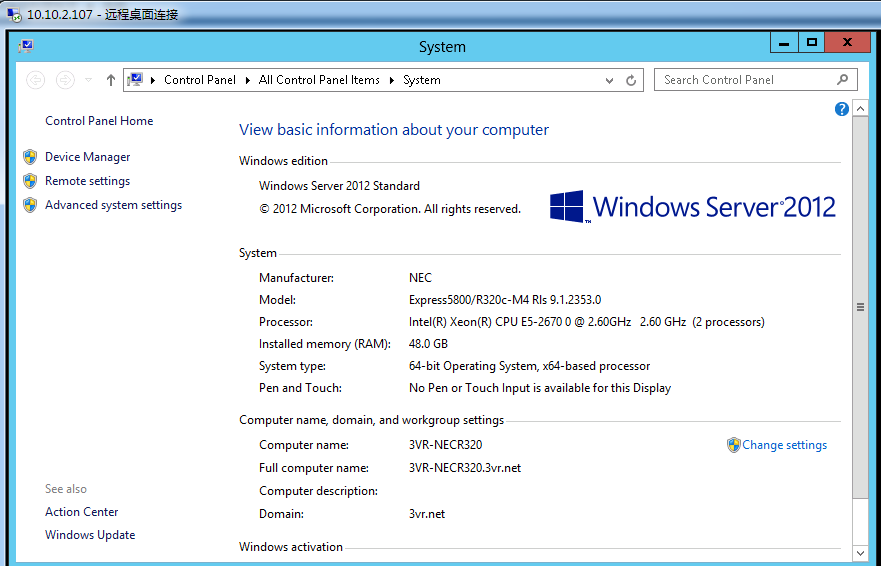 10.10.2.107 - 远程桌面连接
System
Control Panel All Control Panel Items System
Search Control Panel
Control Panel Home
Device Manager
Remote settings
Advanced system settings
View basic information about your computer
Windows edition
Windows Server 2012 Standard
© 2012 Microsoft Corporation. All rights reserved.
Windows Server 2012
System
Manufacturer: NEC
Model: Express5800/R320c-M4 Rls 9.1.2353.0
Processor: Intel(R) Xeon(R) CPU E5-2670 0 @ 2.60GHz 2.60 GHz (2 processors)
Installed memory (RAM): 48.0 GB
System type: 64-bit Operating System, x64-based processor
Pen and Touch: No Pen or Touch Input is available for this Display
Computer name, domain, and workgroup settings
Computer name: 3VR-NECR320
Change settings
Full computer name: 3VR-NECR320.3vr.net
Computer description:
Domain: 3vr.net
Windows activation
See also
Action Center
Windows Update